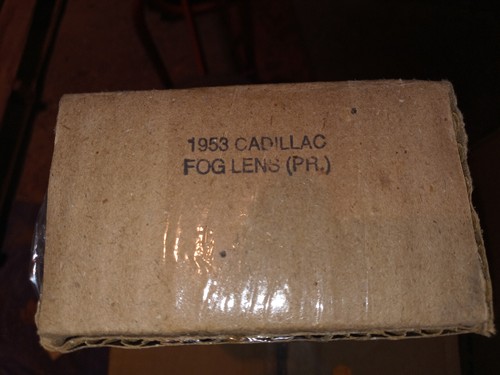 1953 CADILLAC
FOG LENS (PR.)